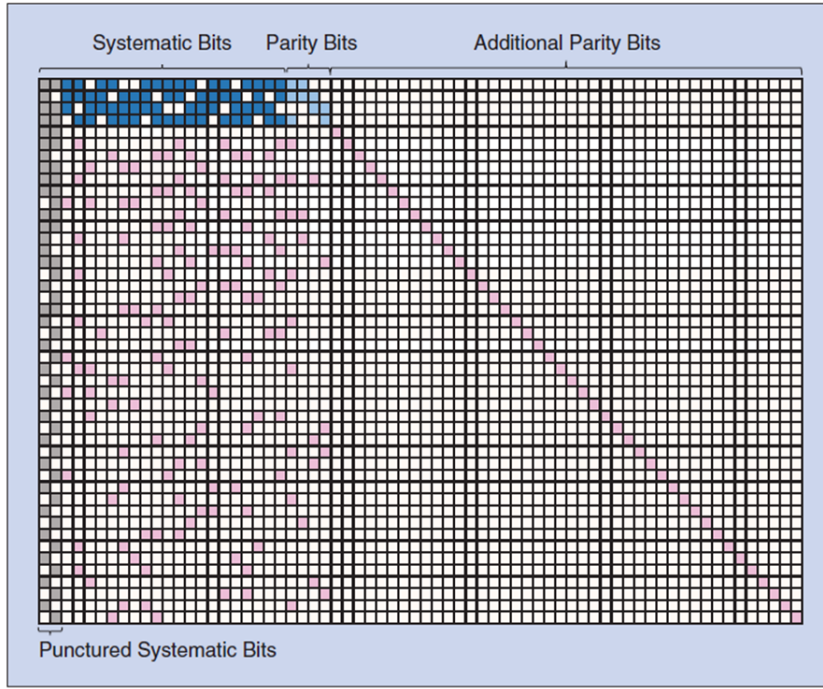 Systematic Bits
Parity Bits
Additional Parity Bits
Punctured Systematic Bits